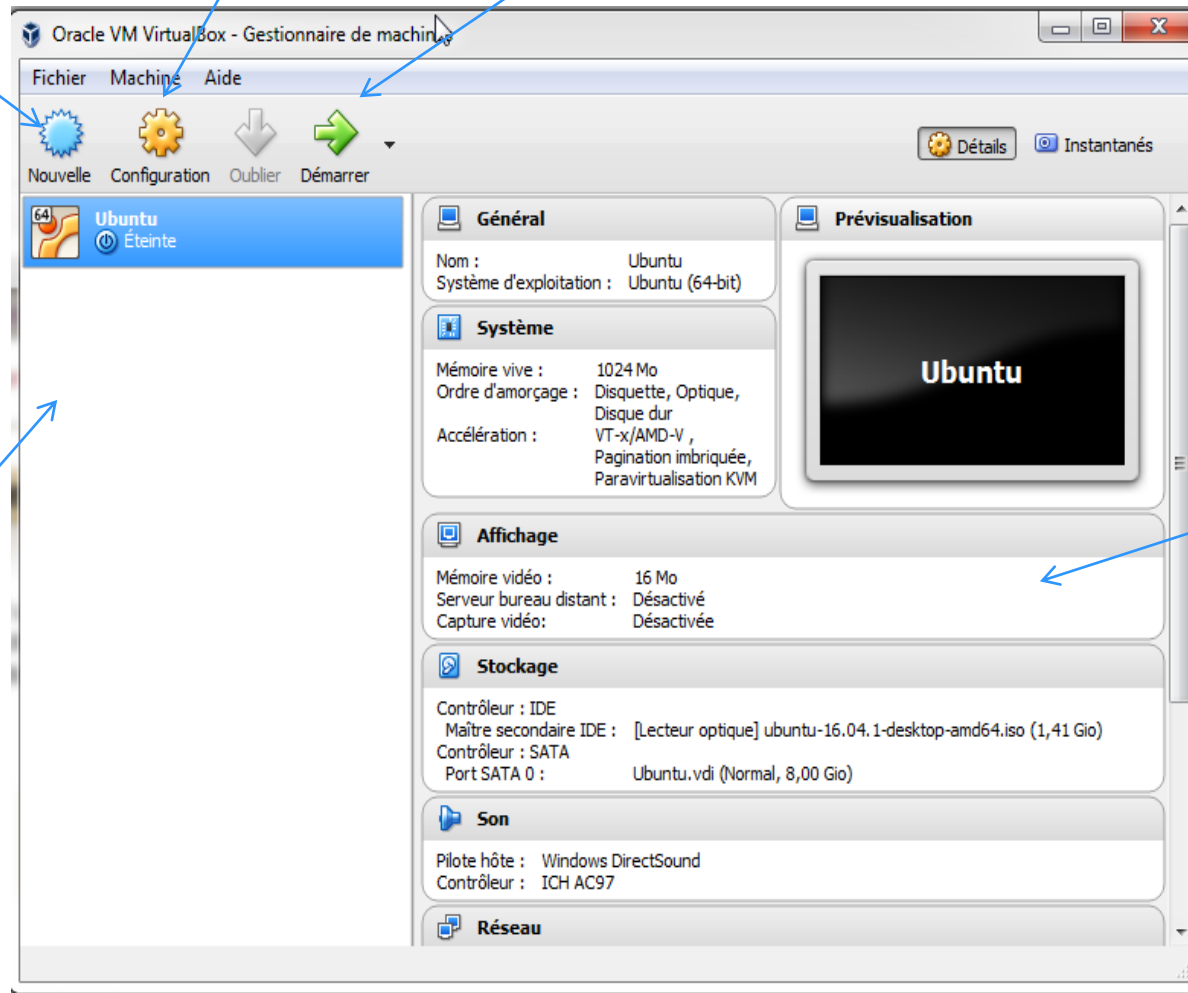 Oracle VM VirtualBox - Gestionnaire de machines
Fichier Machine Aide
Nouvelle Configuration Oublier Démarrer
Détails Instantanés
64
Ubuntu
Éteinte
Général
Nom : Ubuntu
Système d'exploitation : Ubuntu (64-bit)
Système
Mémoire vive : 1024 Mo
Ordre d'amorçage : Disquette, Optique,
Disque dur
Accélération : VT-x/AMD-V ,
Pagination imbriquée,
Paravirtualisation KVM
Prévisualisation
Ubuntu
Affichage
Mémoire vidéo : 16 Mo
Serveur bureau distant : Désactivé
Capture vidéo: Désactivée
Stockage
Contrôleur : IDE
Maître secondaire IDE : [Lecteur optique] ubuntu-16.04.1-desktop-amd64.iso (1,41 Gio)
Contrôleur : SATA
Port SATA 0 : Ubuntu.vdi (Normal, 8,00 Gio)
Son
Pilote hôte : Windows DirectSound
Contrôleur : ICH AC97
Réseau